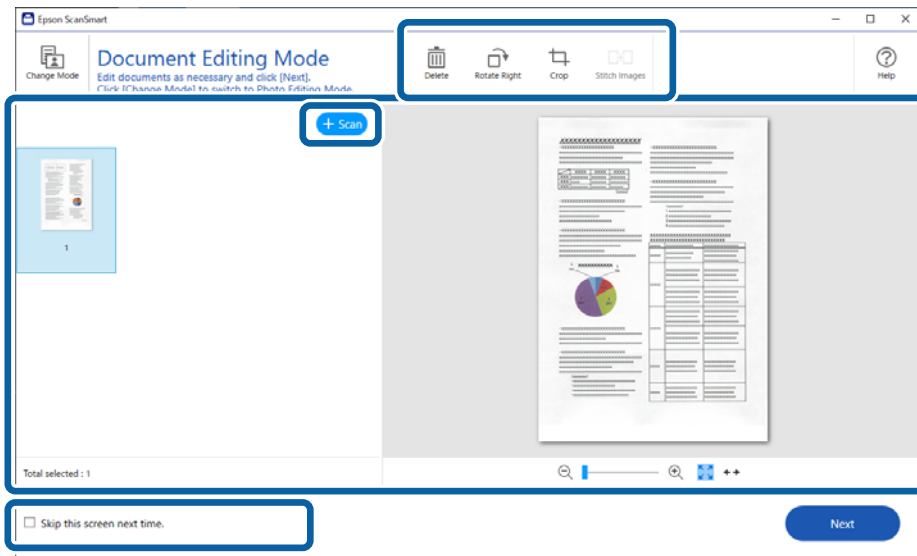 Epson ScanSmart
Change Mode
Document Editing Mode
Edit documents as necessary and click [Next].
Click [Change Mode] to switch to Photo Editing Mode.
Delete
Rotate Right
Crop
Stitch Images
Help
+ Scan
1
Total selected : 1
Skip this screen next time.
Next